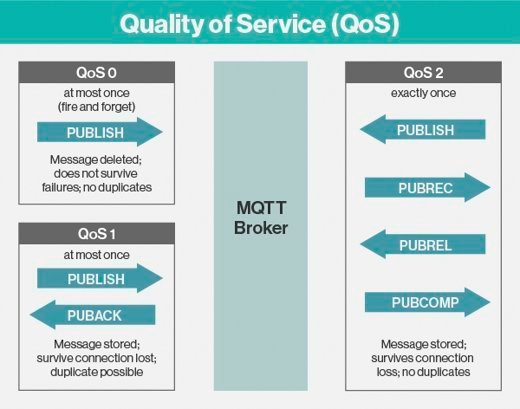 Quality of Service (QoS)
QoS 0
at most once
(fire and forget)
PUBLISH
Message deleted;
does not survive
failures; no duplicates
QoS 1
at most once
PUBLISH
PUBACK
Message stored;
survive connection lost;
duplicate possible
MQTT
Broker
QoS 2
exactly once
PUBLISH
PUBREC
PUBREL
PUBCOMP
Message stored;
survives connection
loss; no duplicates